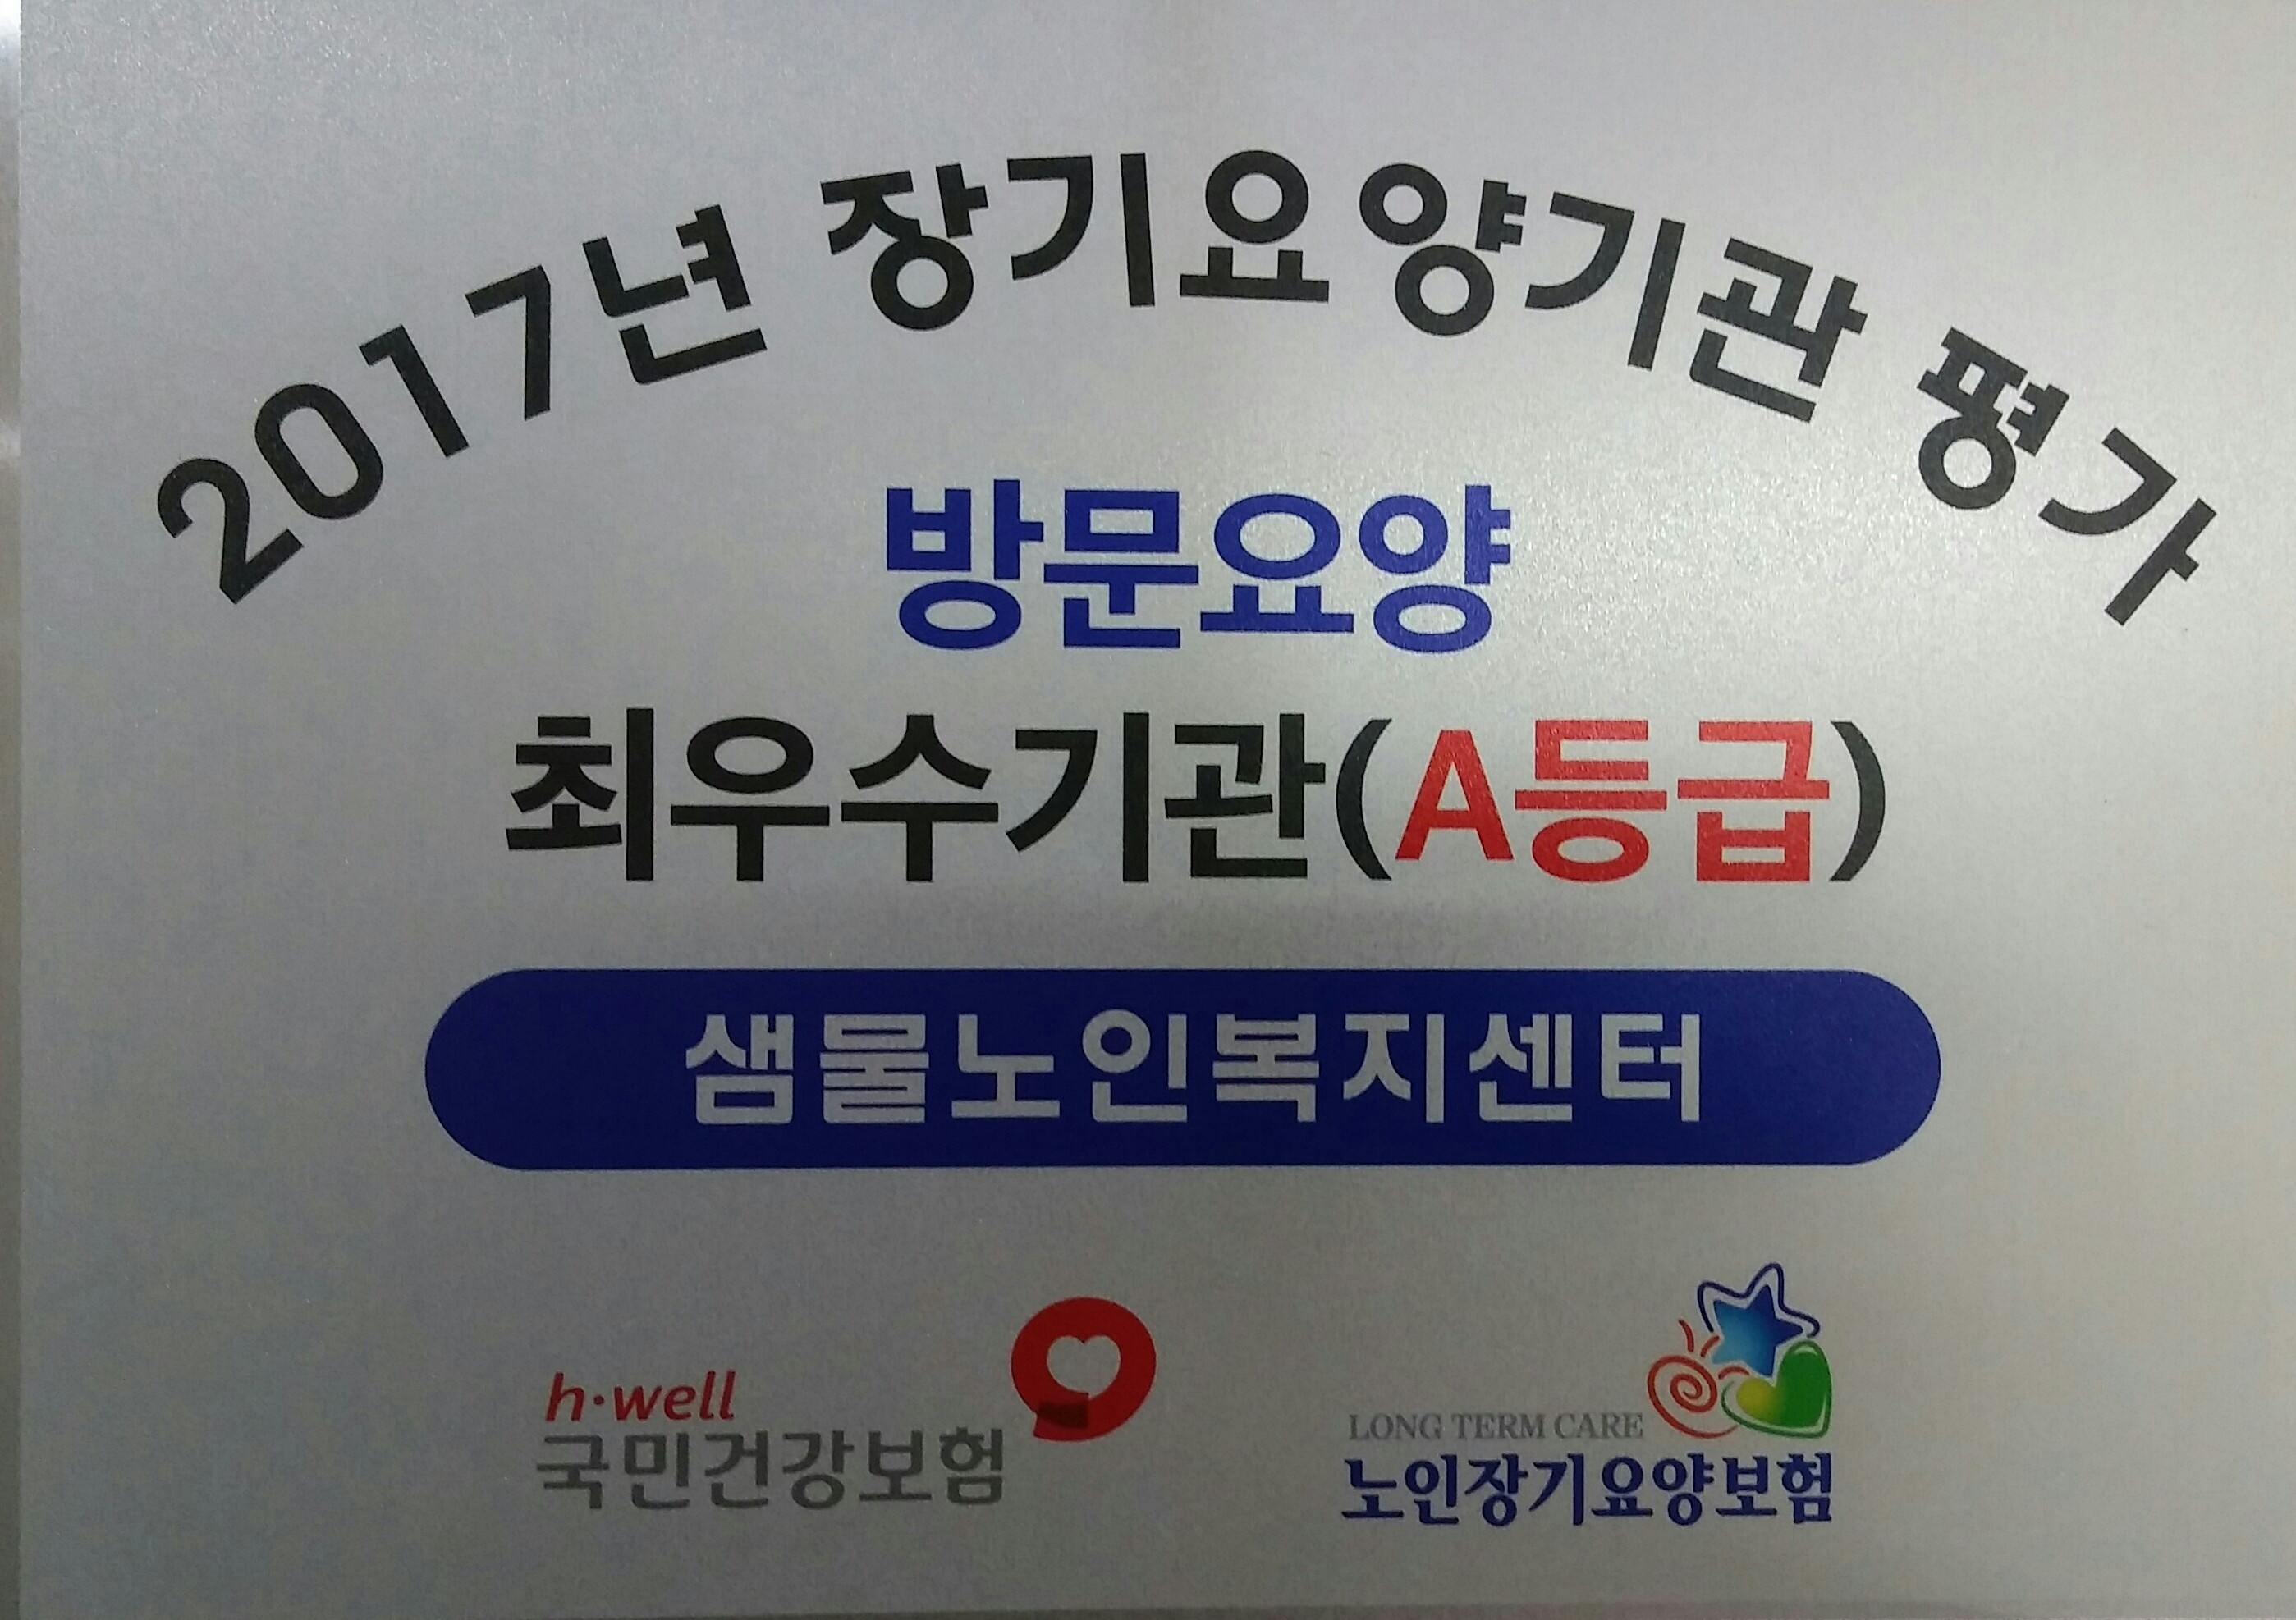 2017년 장기요양기관 평가
방문요양
최우수기관(A등급)
샘물노인복지센터
h·well
국민건강보험
LONG TERM CARE
노인장기요양보험